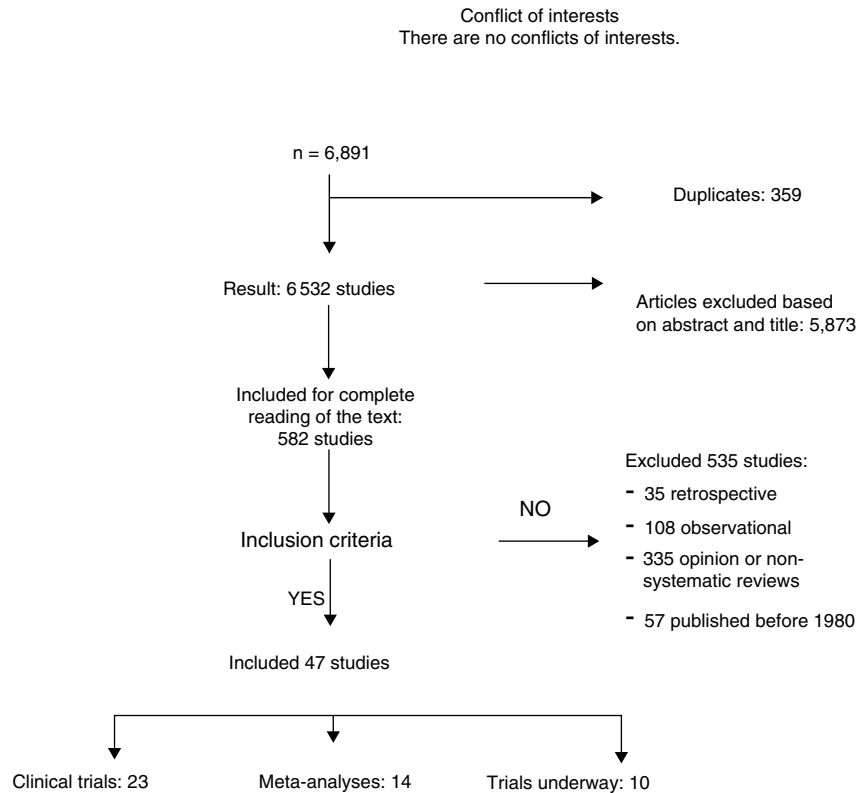 Conflict of interests
There are no conflicts of interests.
n = 6,891
Duplicates: 359
Result: 6 532 studies
Articles excluded based
on abstract and title: 5,873
Included for complete
reading of the text:
582 studies
Excluded 535 studies:
- 35 retrospective
NO
- 108 observational
Inclusion criteria
- 335 opinion or non-
systematic reviews
YES
- 57 published before 1980
Included 47 studies
Clinical trials: 23
Meta-analyses: 14
Trials underway: 10